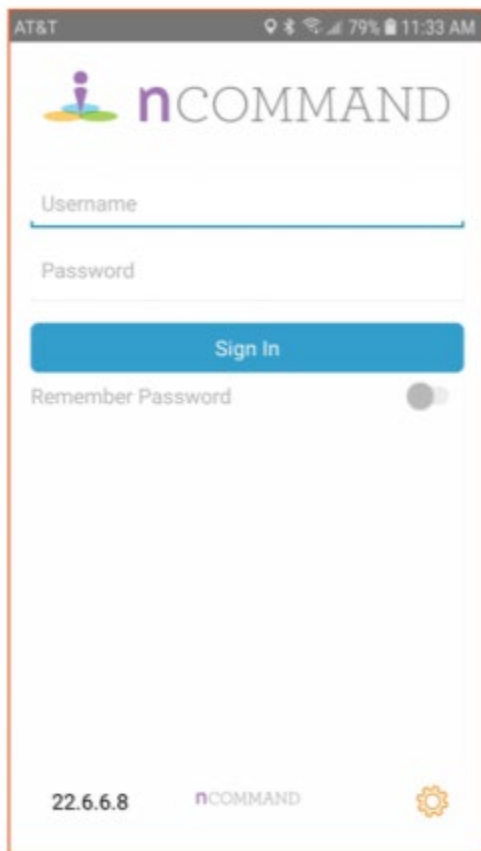 AT&T 79% 11:33 AM
nCOMMAND
Username
Password
Sign In
Remember Password
22.6.6.8 nCOMMAND